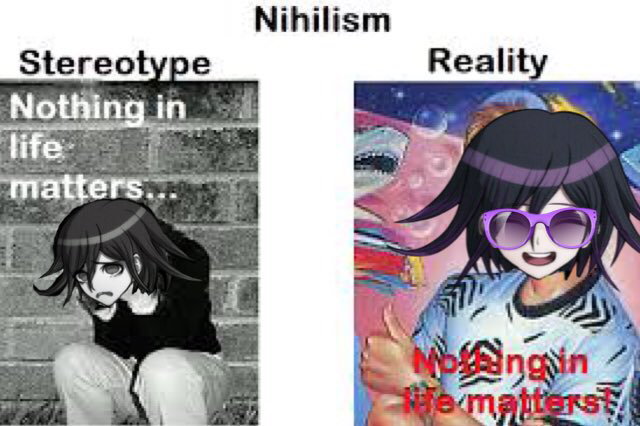 Nihilism
Stereotype
Nothing in
life
matters...
Reality
Nothing in
life matters!